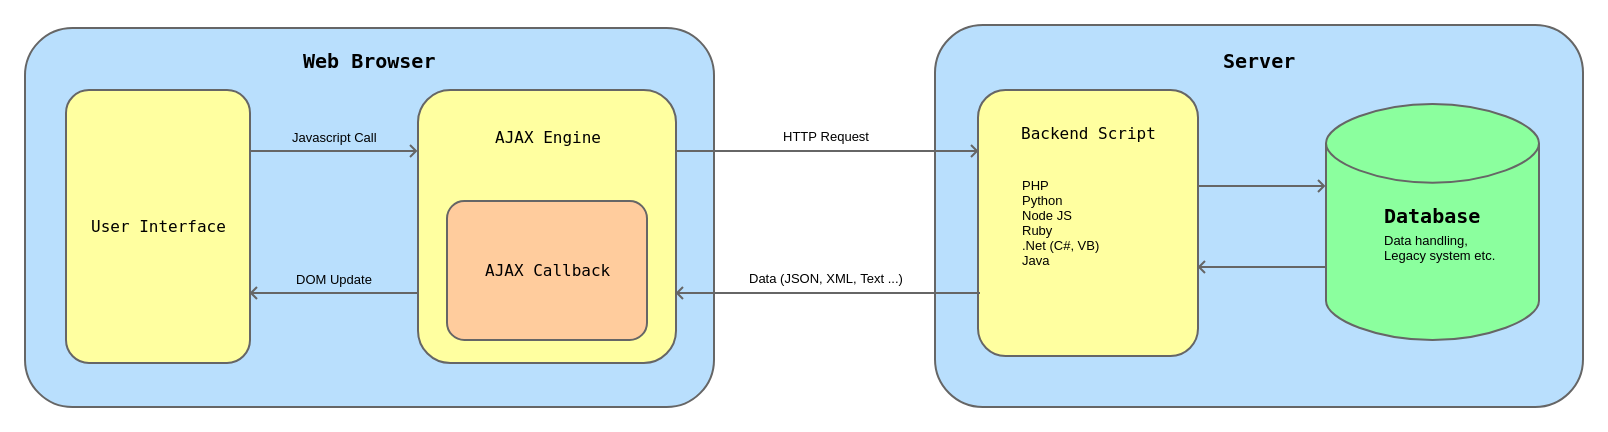 Web Browser
Server
Javascript Call
AJAX Engine
HTTP Request
Backend Script
PHP
Python
Node JS
Ruby
.Net (C#, VB)
Java
User Interface
AJAX Callback
DOM Update
Data (JSON, XML, Text ...)
Database
Data handling,
Legacy system etc.